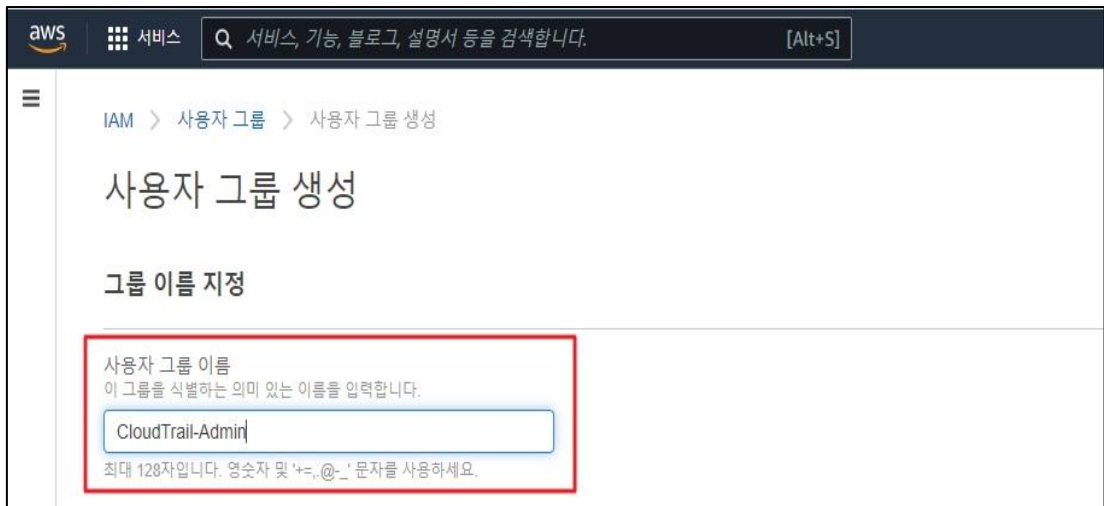 aws 서비스 서비스, 기능, 블로그, 설명서 등을 검색합니다. [Alt+S]
IAM > 사용자 그룹 > 사용자 그룹 생성
사용자 그룹 생성
그룹 이름 지정
사용자 그룹 이름
이 그룹을 식별하는 의미 있는 이름을 입력합니다.
CloudTrail-Admin
최대 128자입니다. 영숫자 및 '+=,.@-_' 문자를 사용하세요.